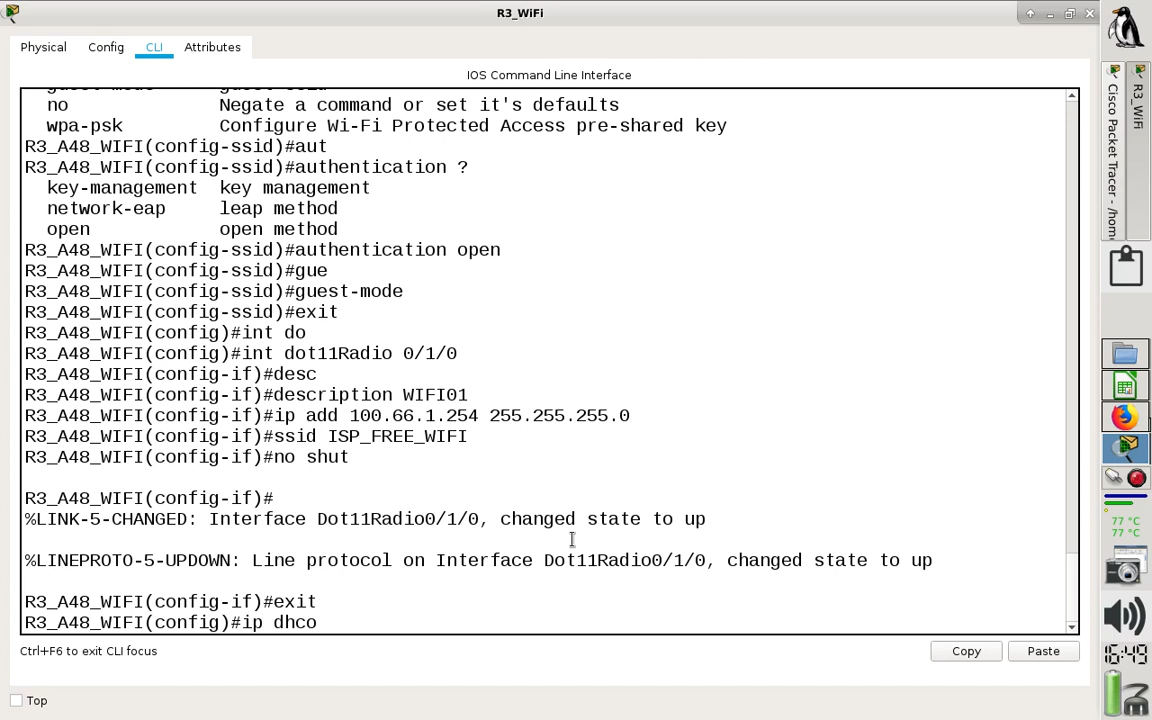 R3_WiFi
Physical Config CLI Attributes
IOS Command Line Interface
no Negate a command or set it's defaults
wpa-psk Configure Wi-Fi Protected Access pre-shared key
R3_A48_WIFI(config-ssid)#aut
R3_A48_WIFI(config-ssid)#authentication ?
key-management key management
network-eap leap method
open open method
R3_A48_WIFI(config-ssid)#authentication open
R3_A48_WIFI(config-ssid)#gue
R3_A48_WIFI(config-ssid)#guest-mode
R3_A48_WIFI(config-ssid)#exit
R3_A48_WIFI(config)#int do
R3_A48_WIFI(config)#int dot11Radio 0/1/0
R3_A48_WIFI(config-if)#desc
R3_A48_WIFI(config-if)#description WIFI01
R3_A48_WIFI(config-if)#ip add 100.66.1.254 255.255.255.0
R3_A48_WIFI(config-if)#ssid ISP_FREE_WIFI
R3_A48_WIFI(config-if)#no shut
R3_A48_WIFI(config-if)#
%LINK-5-CHANGED: Interface Dot11Radio0/1/0, changed state to up
%LINEPROTO-5-UPDOWN: Line protocol on Interface Dot11Radio0/1/0, changed state to up
R3_A48_WIFI(config-if)#exit
R3_A48_WIFI(config)#ip dhco
Ctrl+F6 to exit CLI focus
Copy Paste
Top
Cisco Packet Tracer - /hom
R3_WiFi
77 °C
77 °C
16:49